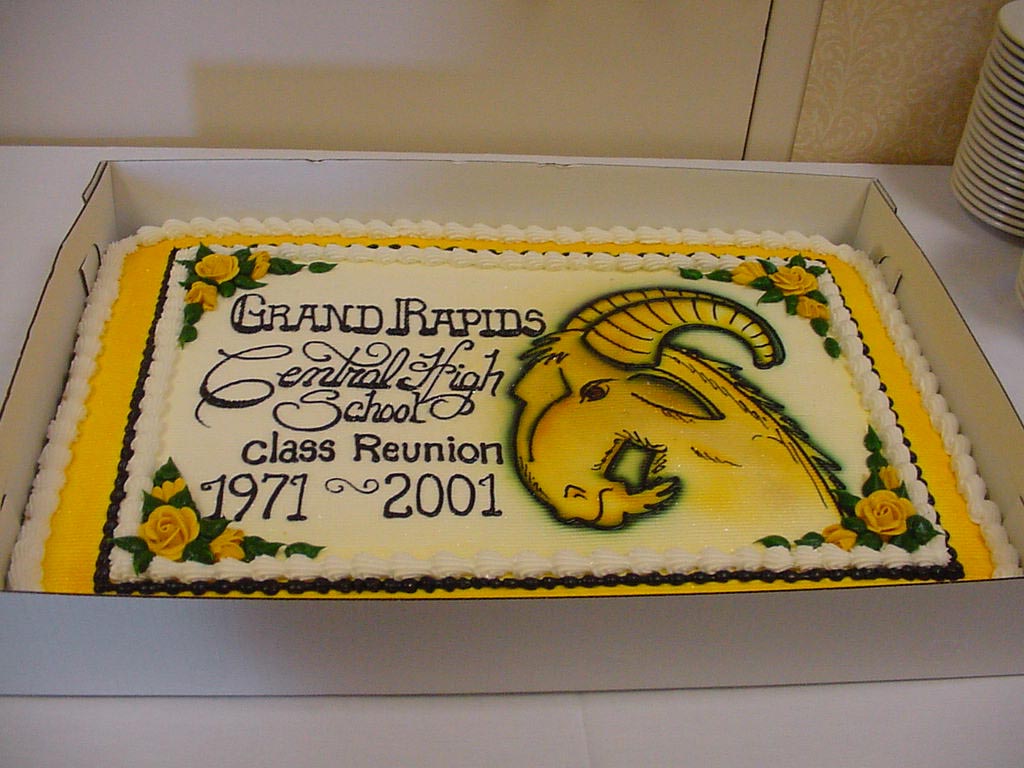 GRAND RAPIDS
Central High
School
Class Reunion
1971 ~ 2001